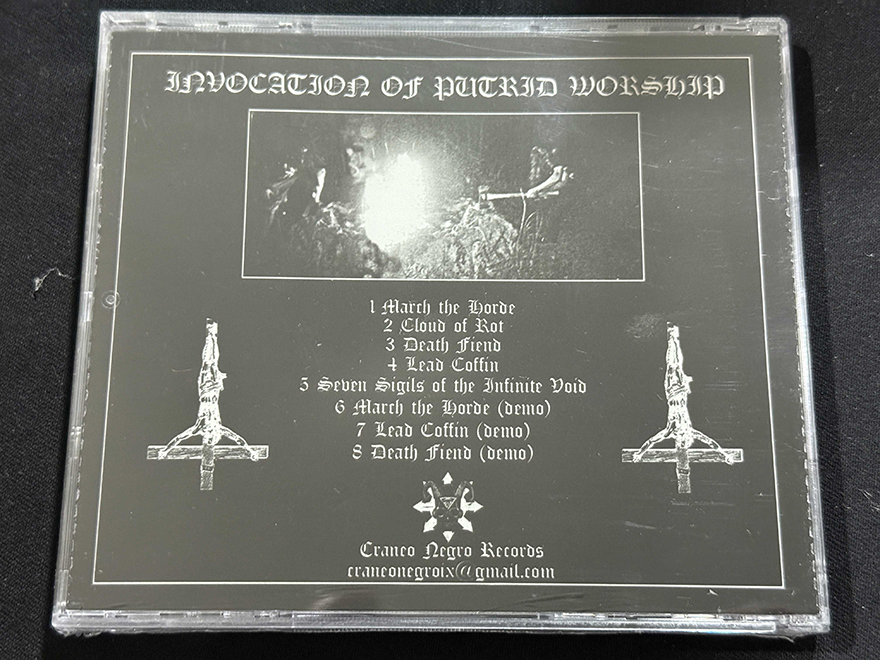 INVOCATION OF PUTRID WORSHIP
1 March the Horde
2 Cloud of Rot
3 Death Fiend
4 Lead Coffin
5 Seven Sigils of the Infinite Void
6 March the Horde (demo)
7 Lead Coffin (demo)
8 Death Fiend (demo)
Craneo Negro Records
craneonegroix@gmail.com